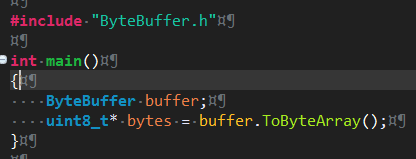 #include "ByteBuffer.h"¤¶
¤¶
int main()¤¶
{¤¶
····ByteBuffer·buffer;¤¶
····uint8_t*·bytes·=·buffer.ToByteArray();¤¶
}¤¶